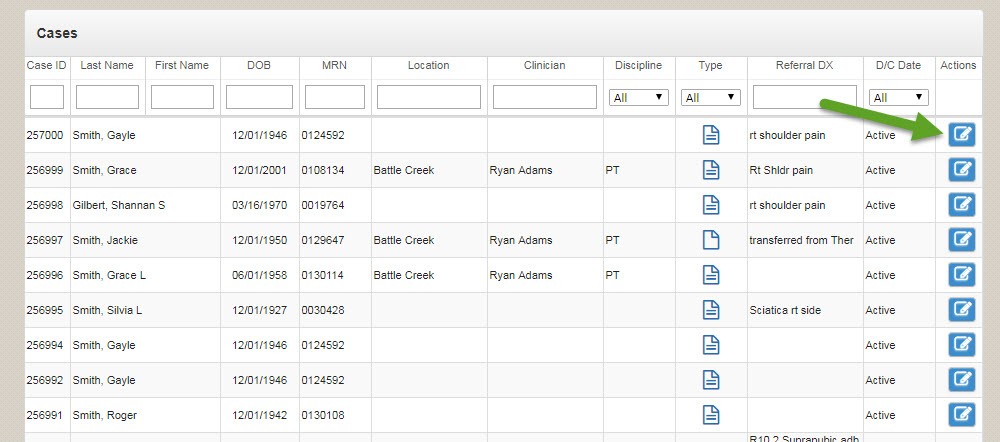 Cases
Case ID Last Name First Name DOB MRN Location Clinician Discipline Type Referral DX D/C Date Actions
All All All
257000 Smith, Gayle 12/01/1946 0124592 rt shoulder pain Active
256999 Smith, Grace 12/01/2001 0108134 Battle Creek Ryan Adams PT Rt Shldr pain Active
256998 Gilbert, Shannan S 03/16/1970 0019764 rt shoulder pain Active
256997 Smith, Jackie 12/01/1950 0129647 Battle Creek Ryan Adams PT transferred from Ther Active
256996 Smith, Grace L 06/01/1958 0130114 Battle Creek Ryan Adams PT Active
256995 Smith, Silvia L 12/01/1927 0030428 Sciatica rt side Active
256994 Smith, Gayle 12/01/1946 0124592 Active
256992 Smith, Gayle 12/01/1946 0124592 Active
256991 Smith, Roger 12/01/1942 0130108 Active
R10.2 Suprapubic adh